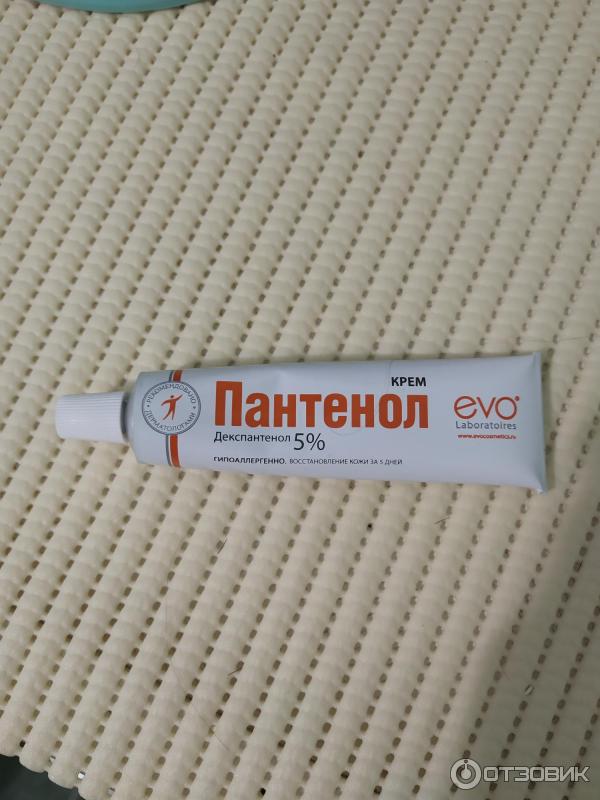 КРЕМ
Пантенол
Декспантенол 5%
ГИПОАЛЛЕРГЕННО. ВОССТАНОВЛЕНИЕ КОЖИ ЗА 5 ДНЕЙ
РЕКОМЕНДОВАНО
ДЕРМАТОЛОГАМИ
evo
Laboratoires
www.evocosmetics.ru
ОТЗОВИК